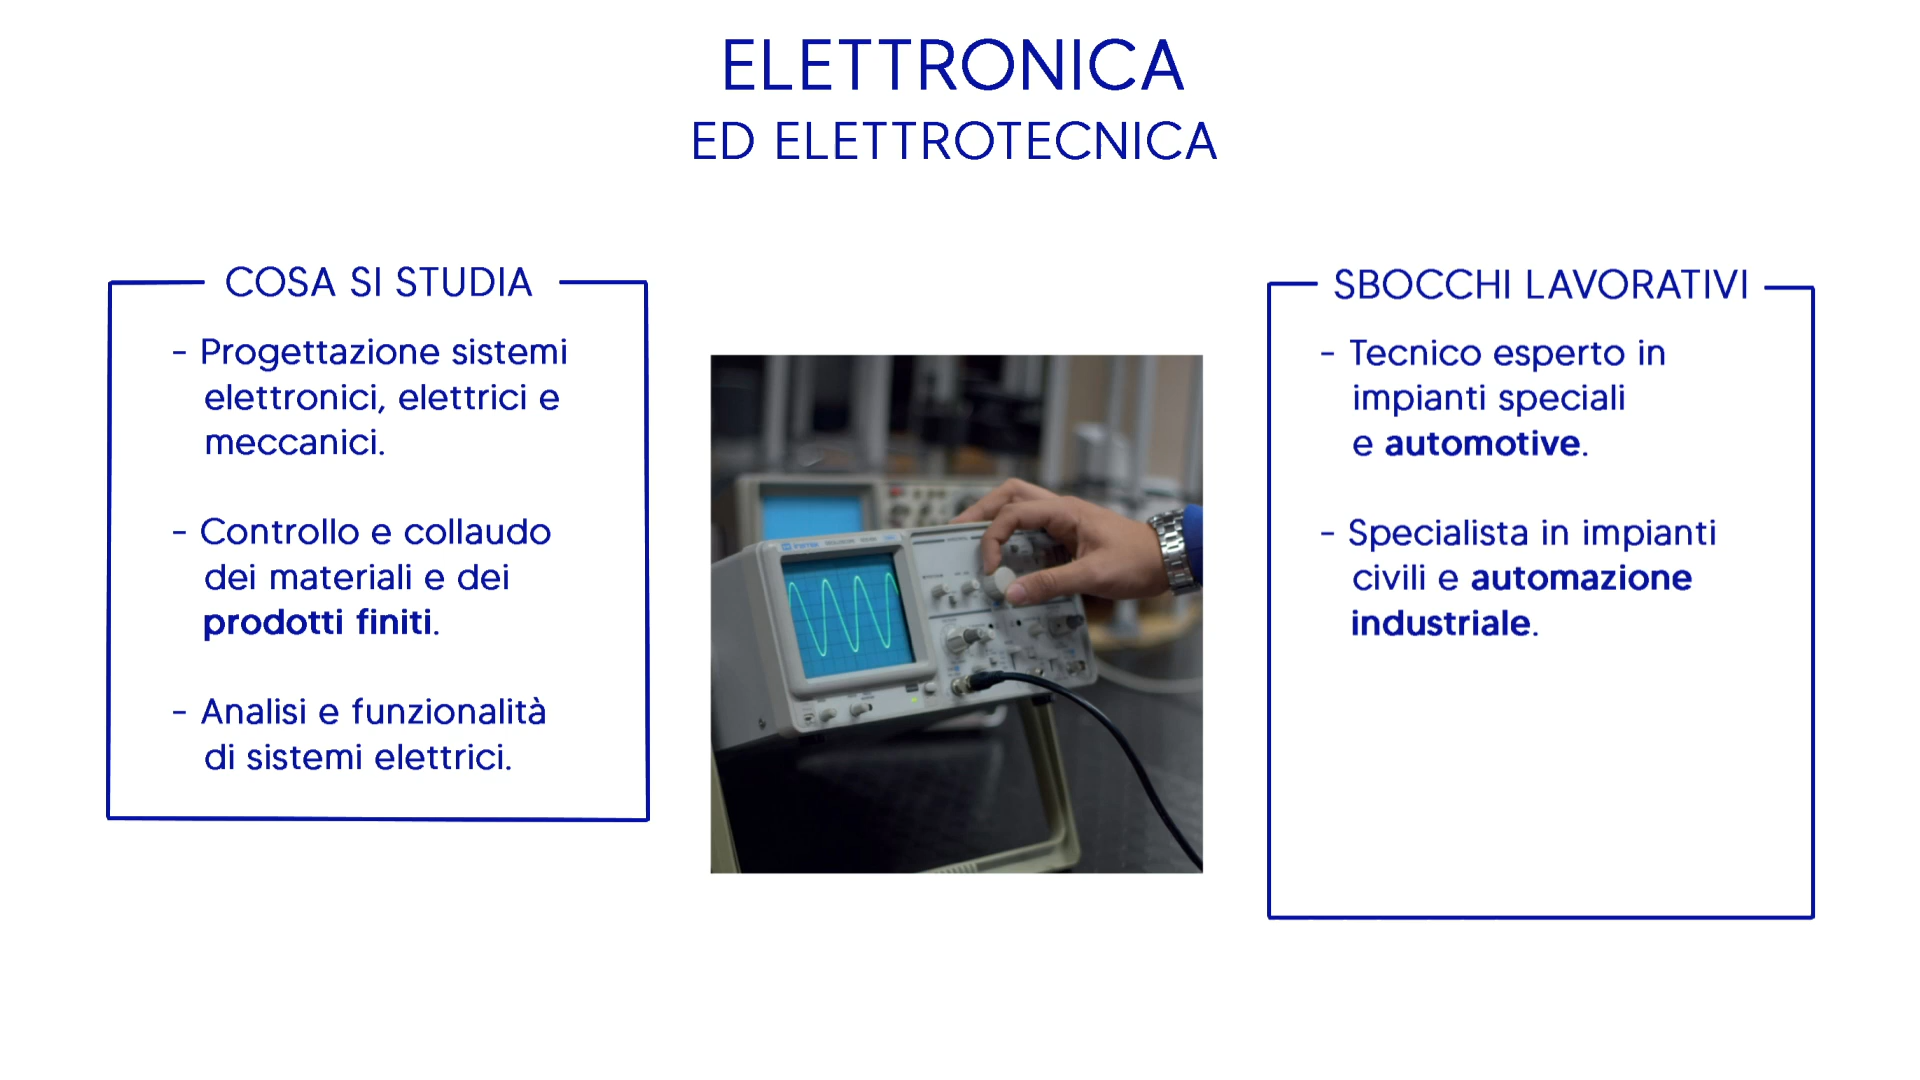 ELETTRONICA
ED ELETTROTECNICA
COSA SI STUDIA
- Progettazione sistemi
elettronici, elettrici e
meccanici.
- Controllo e collaudo
dei materiali e dei
prodotti finiti.
- Analisi e funzionalità
di sistemi elettrici.
SBOCCHI LAVORATIVI
- Tecnico esperto in
impianti speciali
e automotive.
- Specialista in impianti
civili e automazione
industriale.